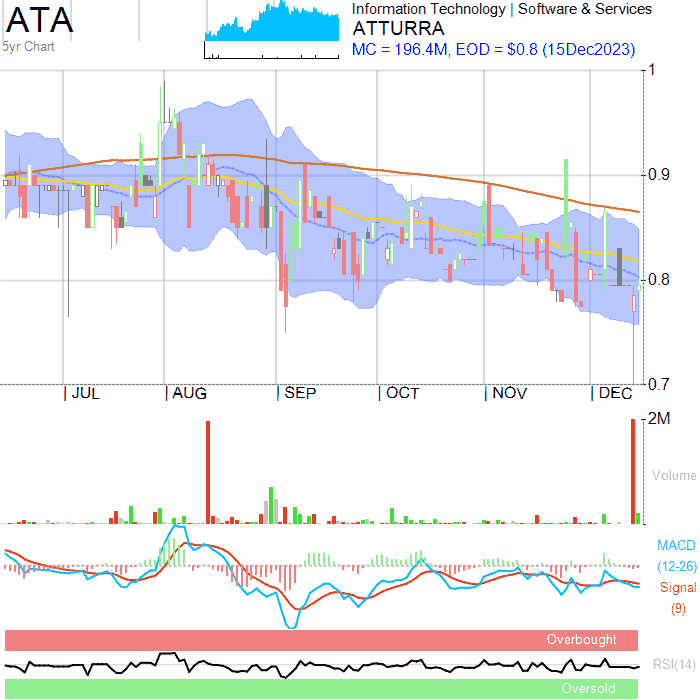 ATA
5yr Chart
Information Technology | Software & Services
ATTURRA
MC = 196.4M, EOD = $0.8 (15Dec2023)
1
0.9
0.8
0.7
JUL
AUG
SEP
OCT
NOV
DEC
2M
Volume
MACD
(12-26)
Signal
(9)
Overbought
RSI(14)
Oversold